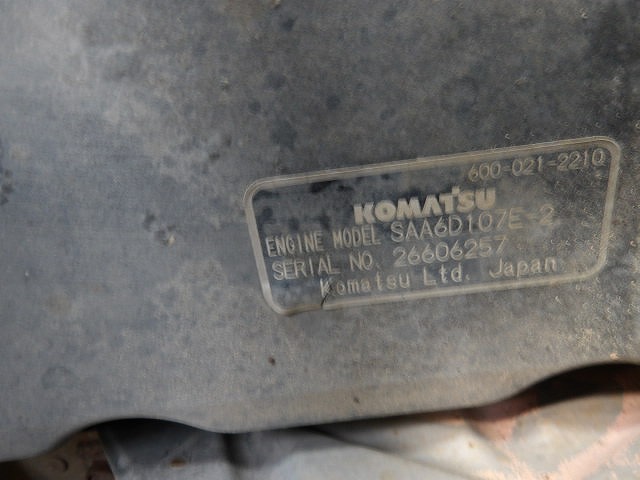 600-021-2210
KOMATSU
ENGINE MODEL SAA6D107E-2
SERIAL NO. 26606257
Komatsu Ltd. Japan